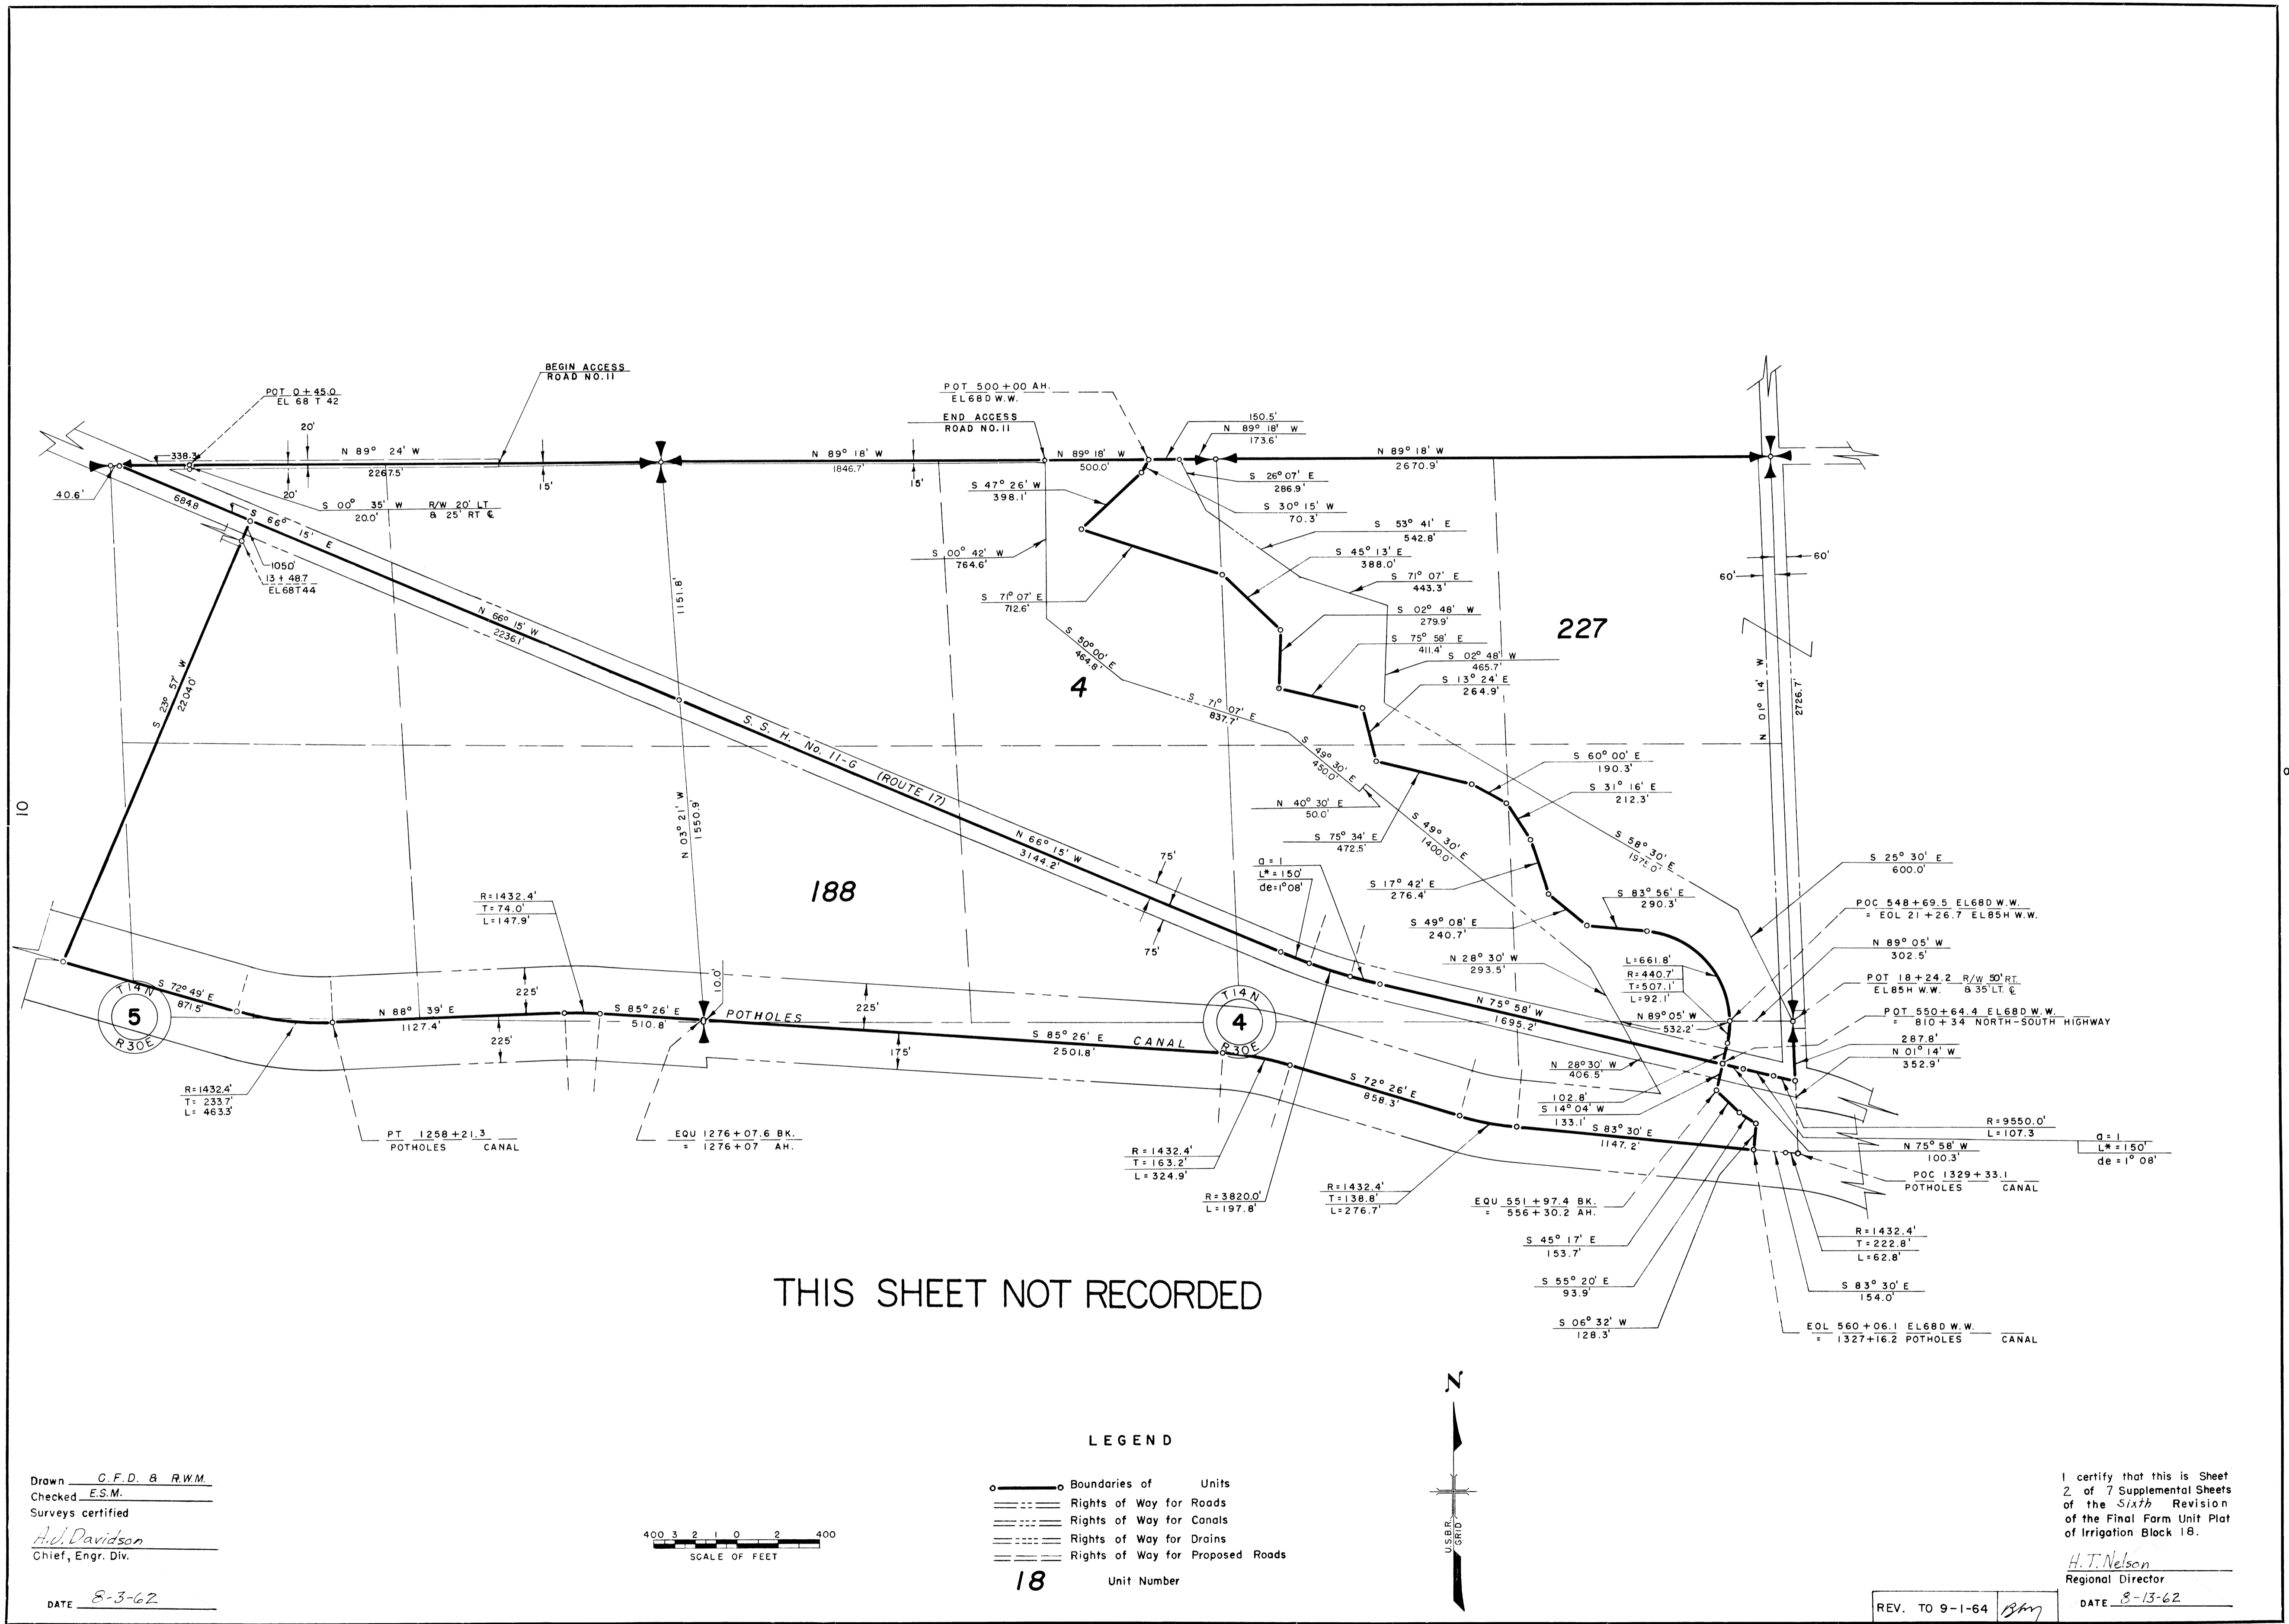 BEGIN ACCESS
ROAD NO.11
POT 0+45.0
EL 68 T 42
POT 500+00 AH.
EL68D W.W.
END ACCESS
ROAD NO.11
150.5'
N 89° 18' W
173.6'
20'
338.3
N 89° 24' W
2267.5'
15'
N 89° 18' W
1846.7'
15'
N 89° 18' W
500.0'
N 89° 18' W
2670.9'
40.6'
20'
684.8
S 66° 15' E
S 00° 35' W
20.0'
R/W 20' LT
& 25' RT ℄
S 47° 26' W
398.1'
S 26° 07' E
286.9'
S 30° 15' W
70.3'
S 53° 41' E
542.8'
S 00° 42' W
764.6'
S 45° 13' E
388.0'
60'
60'
105.0'
13+48.7
EL68T44
S 71° 07' E
712.6'
S 71° 07' E
443.3'
1151.8'
S 02° 48' W
279.9'
S 75° 58' E
411.4'
227
N 66° 15' W
2236.1'
S 50° 00' E
464.8'
S 02° 48' W
465.7'
S 13° 24' E
264.9'
4
S 23° 57' W
2204.0'
S 71° 07' E
837.7'
N 01° 14' W
2726.7'
S. S. H. No. 11-G (ROUTE 17)
S 49° 30' E
450.0'
S 60° 00' E
190.3'
S 31° 16' E
212.3'
N 40° 30' E
50.0'
10
N 03° 21' W
1550.9'
S 75° 34' E
472.5'
S 49° 30' E
1400.0'
S 58° 30' E
1975.0'
N 66° 15' W
3144.2'
75'
75'
a = 1
L* = 150'
de = 1° 08'
S 25° 30' E
600.0'
188
R=1432.4'
T=74.0'
L=147.9'
S 17° 42' E
276.4'
S 83° 56' E
290.3'
POC 548+69.5 EL68D W.W.
= EOL 21+26.7 EL85H W.W.
S 49° 08' E
240.7'
N 89° 05' W
302.5'
N 28° 30' W
293.5'
L=661.8'
R=440.7'
T=507.1'
L=92.1'
POT 18+24.2 R/W 50' RT.
EL85H W.W. & 35' LT. ℄
S 72° 49' E
871.5'
T14N
5
R30E
225'
10.0'
225'
T14N
4
R30E
N 75° 58' W
1695.2'
N 89° 05' W
532.2'
POT 550+64.4 EL68D W.W.
= 810+34 NORTH-SOUTH HIGHWAY
N 88° 39' E
1127.4'
S 85° 26' E
510.8'
POTHOLES CANAL
225'
175'
S 85° 26' E
2501.8'
287.8'
N 01° 14' W
352.9'
N 28° 30' W
406.5'
102.8'
S 14° 04' W
133.1'
R=1432.4'
T= 233.7'
L= 463.3'
S 72° 26' E
858.3'
R=9550.0'
L=107.3
S 83° 30' E
1147.2'
PT 1258+21.3
POTHOLES CANAL
EQU 1276+07.6 BK.
= 1276+07 AH.
a = 1
L* = 150'
de = 1° 08'
N 75° 58' W
100.3'
R=1432.4'
T=163.2'
L=324.9'
POC 1329+33.1
POTHOLES CANAL
R=3820.0'
L=197.8'
R=1432.4'
T=138.8'
L=276.7'
EQU 551+97.4 BK.
= 556+30.2 AH.
R=1432.4'
T=222.8'
L=62.8'
S 45° 17' E
153.7'
THIS SHEET NOT RECORDED
S 55° 20' E
93.9'
S 83° 30' E
154.0'
S 06° 32' W
128.3'
EOL 560+06.1 EL68D W.W.
= 1327+16.2 POTHOLES CANAL
N
U.S.B.R. GRID
LEGEND
Boundaries of Units
Rights of Way for Roads
Rights of Way for Canals
Rights of Way for Drains
Rights of Way for Proposed Roads
18 Unit Number
400 3 2 1 0 2 400
SCALE OF FEET
Drawn C.F.D. & R.W.M.
Checked E.S.M.
Surveys certified
A.J. Davidson
Chief, Engr. Div.
DATE 8-3-62
I certify that this is Sheet
2 of 7 Supplemental Sheets
of the Sixth Revision
of the Final Farm Unit Plat
of Irrigation Block 18.
H.T. Nelson
Regional Director
DATE 8-13-62
REV. TO 9-1-64